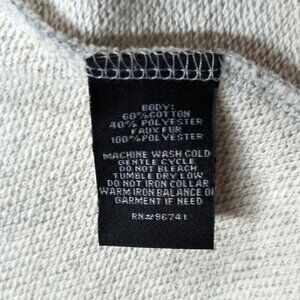 BODY:
60%COTTON
40%POLYESTER
FAUX FUR
100%POLYESTER
MACHINE WASH COLD
GENTLE CYCLE
DO NOT BLEACH
TUMBLE DRY LOW
DO NOT IRON COLLAR
WARM IRON BALANCE OF
GARMENT IF NEED
RN#96741